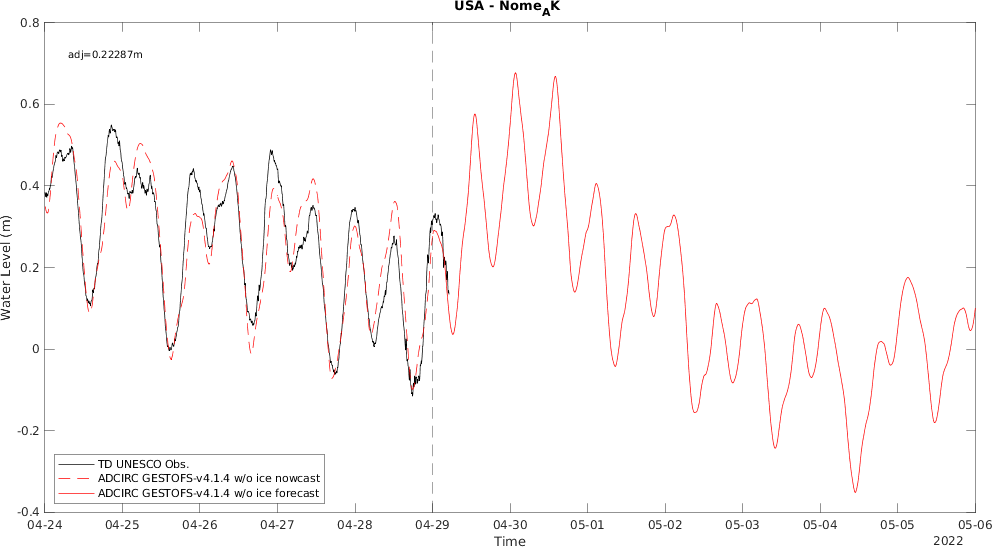 USA - Nome_AK
adj=0.22287m
0.8
0.6
0.4
0.2
0
-0.2
-0.4
Water Level (m)
TD UNESCO Obs.
ADCIRC GESTOFS-v4.1.4 w/o ice nowcast
ADCIRC GESTOFS-v4.1.4 w/o ice forecast
04-24 04-25 04-26 04-27 04-28 04-29 04-30 05-01 05-02 05-03 05-04 05-05 05-06
Time
2022